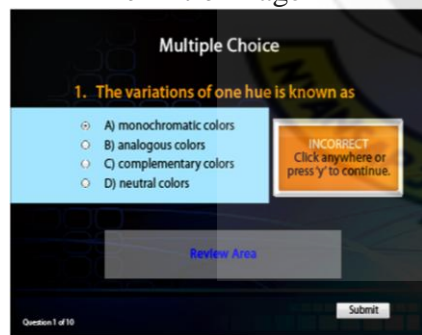 Multiple Choice
1. The variations of one hue is known as
A) monochromatic colors
B) analogous colors
C) complementary colors
D) neutral colors
INCORRECT
Click anywhere or
press 'y' to continue.
Review Area
Submit
Question 1 of 10